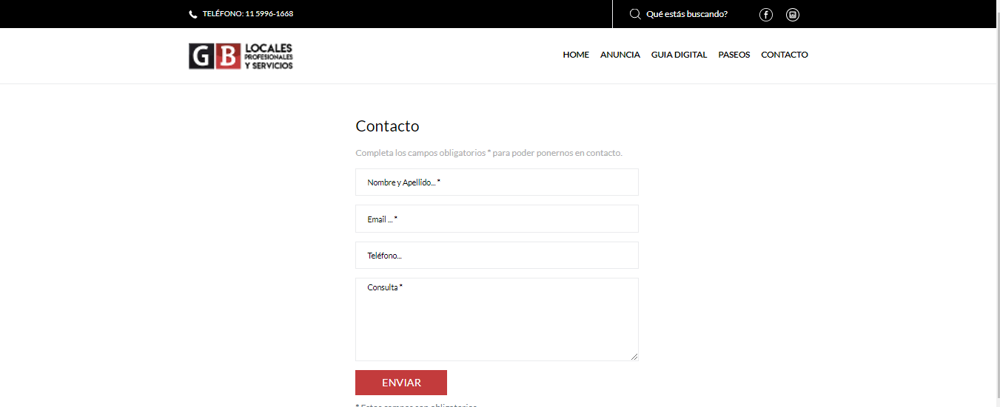 TELÉFONO: 11 5996-1668
Qué estás buscando?
GB LOCALES
PROFESIONALES
Y SERVICIOS
HOME ANUNCIA GUIA DIGITAL PASEOS CONTACTO
Contacto
Completa los campos obligatorios * para poder ponernos en contacto.
Nombre y Apellido... *
Email ... *
Teléfono...
Consulta *
ENVIAR
* Estos campos son obligatorios